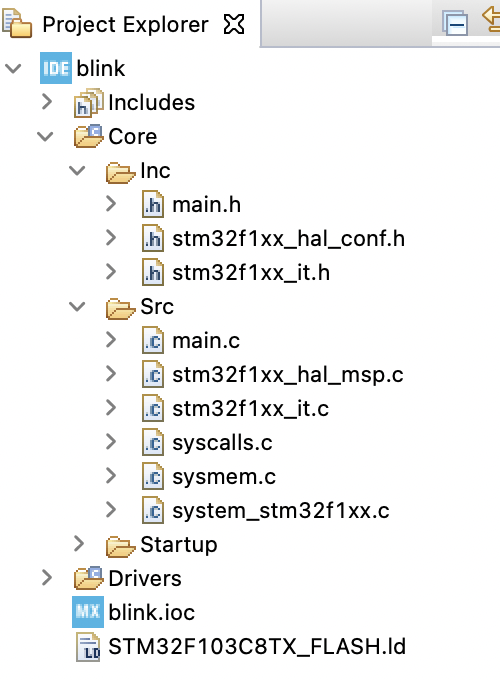 Project Explorer
IDE blink
Includes
Core
Inc
.h main.h
.h stm32f1xx_hal_conf.h
.h stm32f1xx_it.h
Src
.c main.c
.c stm32f1xx_hal_msp.c
.c stm32f1xx_it.c
.c syscalls.c
.c sysmem.c
.c system_stm32f1xx.c
Startup
Drivers
MX blink.ioc
LD STM32F103C8TX_FLASH.ld